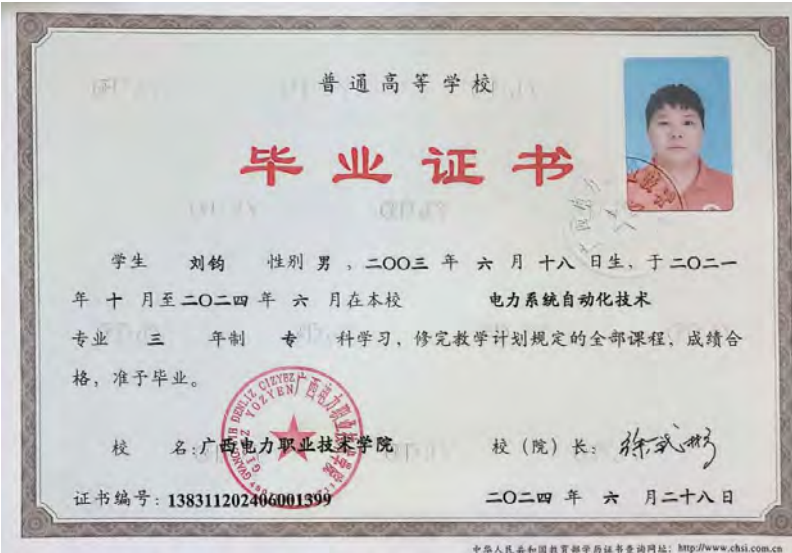 普通高等学校
毕业证书
学生 刘钧 性别 男 ，二〇〇三 年 六 月 十八 日生，于 二〇二一
年 十 月至 二〇二四 年 六 月在本校 电力系统自动化技术
专业 三 年制 专 科学习，修完教学计划规定的全部课程，成绩合
格，准予毕业。
校 名：广西电力职业技术学院
校（院）长：
证书编号：138311202406001399
二〇二四 年 六 月二十八日
中华人民共和国教育部学历证书查询网址：http://www.chsi.com.cn